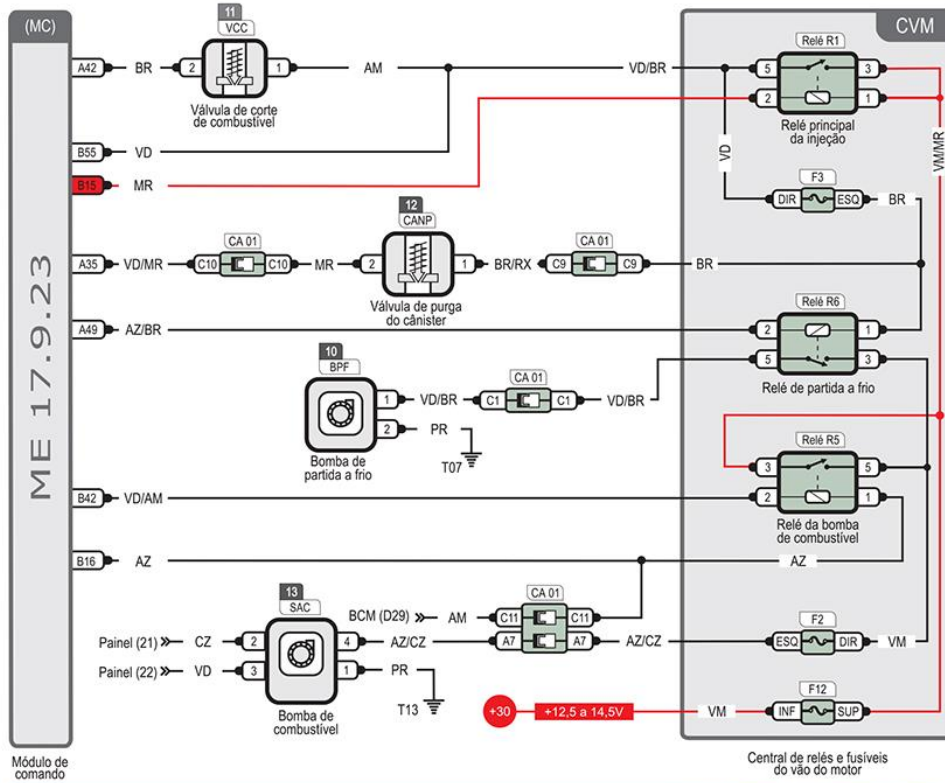 (MC)
11
VCC
A42 BR 2 1 AM VD/BR
Válvula de corte
de combustível
B55 VD
B15 MR
CVM
Relé R1
5 3
2 1
Relé principal
da injeção
VD
VM/MR
F3
DIR ESQ BR
12
CANP
CA 01
CA 01
A35 VD/MR C10 C10 MR 2 1 BR/RX C9 C9 BR
Válvula de purga
do cânister
Relé R6
A49 AZ/BR 2 1
5 3
Relé de partida a frio
10
BPF
CA 01
1 VD/BR C1 C1 VD/BR
2 PR
T07
Bomba de
partida a frio
ME 17.9.23
Relé R5
3 5
B42 VD/AM 2 1
Relé da bomba
de combustível
B16 AZ AZ
13
SAC
CA 01
BCM (D29) AM C11 C11
Painel (21) CZ 2 4 AZ/CZ A7 A7 AZ/CZ
Painel (22) VD 3 1 PR
T13
Bomba de
combustível
F2
ESQ DIR VM
F12
+30 +12,5 a 14,5V VM INF SUP
Módulo de
comando
Central de relés e fusíveis
do vão do motor